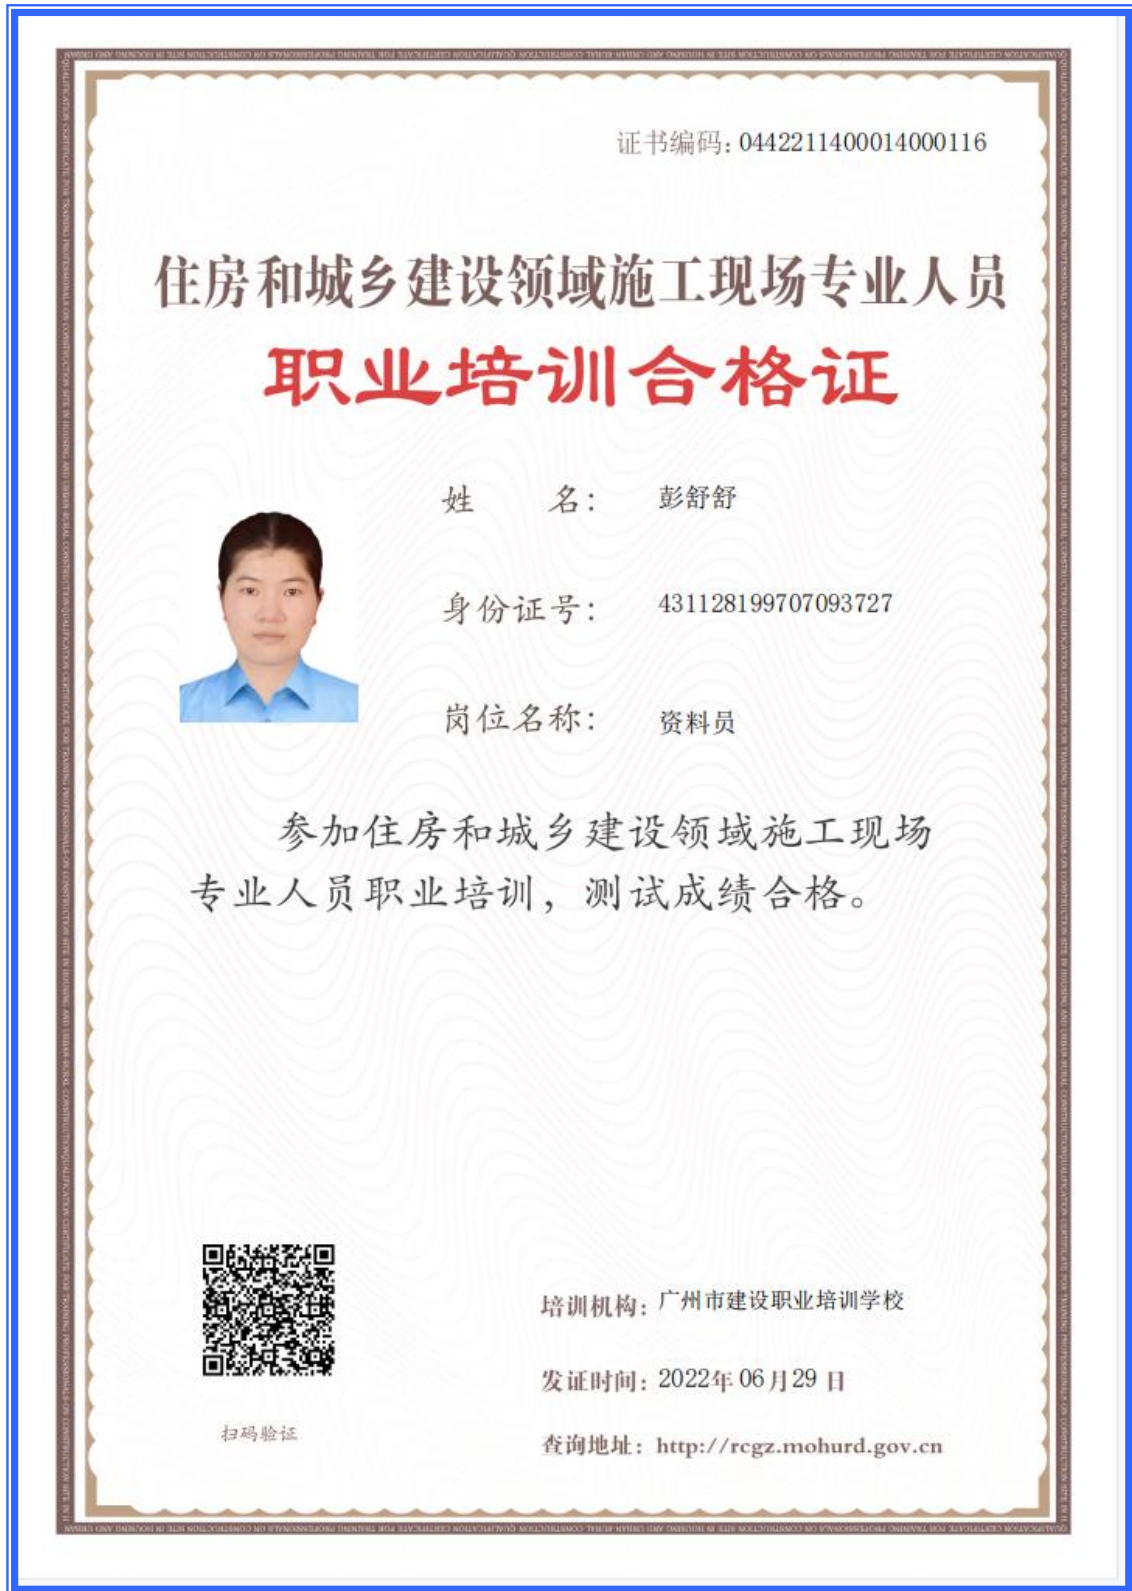 证书编码：0442211400014000116
住房和城乡建设领域施工现场专业人员
职业培训合格证
姓 名： 彭舒舒
身份证号： 431128199707093727
岗位名称： 资料员
参加住房和城乡建设领域施工现场
专业人员职业培训，测试成绩合格。
扫码验证
培训机构：广州市建设职业培训学校
发证时间：2022年06月29日
查询地址：http://rcgz.mohurd.gov.cn